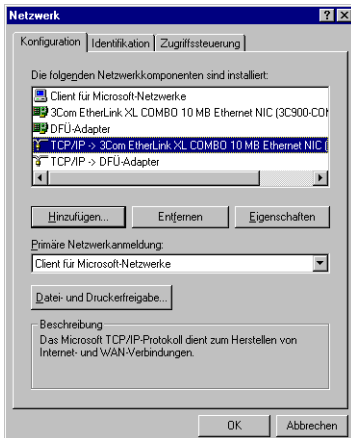 Netzwerk
Konfiguration Identifikation Zugriffssteuerung
Die folgenden Netzwerkkomponenten sind installiert:
Client für Microsoft-Netzwerke
3Com EtherLink XL COMBO 10 MB Ethernet NIC (3C900-CO
DFÜ-Adapter
TCP/IP -> 3Com EtherLink XL COMBO 10 MB Ethernet NIC (
TCP/IP -> DFÜ-Adapter
Hinzufügen... Entfernen Eigenschaften
Primäre Netzwerkanmeldung:
Client für Microsoft-Netzwerke
Datei- und Druckerfreigabe...
Beschreibung
Das Microsoft TCP/IP-Protokoll dient zum Herstellen von
Internet- und WAN-Verbindungen.
OK Abbrechen